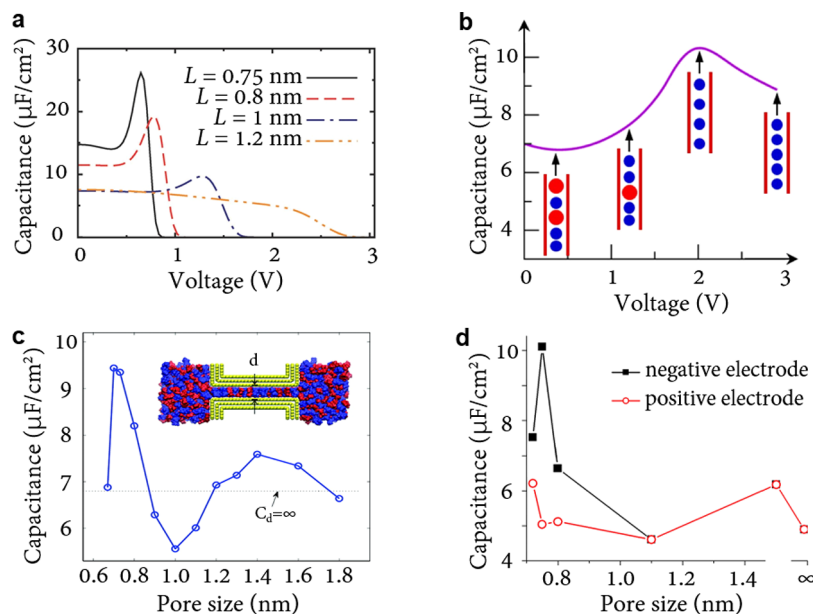 a
Capacitance (μF/cm²)
30
20
10
0
0
1
2
3
Voltage (V)
L = 0.75 nm
L = 0.8 nm
L = 1 nm
L = 1.2 nm
b
Capacitance (μF/cm²)
10
8
6
4
0
1
2
3
Voltage (V)
c
Capacitance (μF/cm²)
10
9
8
7
6
0.6
0.8
1.0
1.2
1.4
1.6
1.8
Pore size (nm)
d
C_d=∞
d
Capacitance (μF/cm²)
10
8
6
4
0.8
1.2
∞
Pore size (nm)
negative electrode
positive electrode